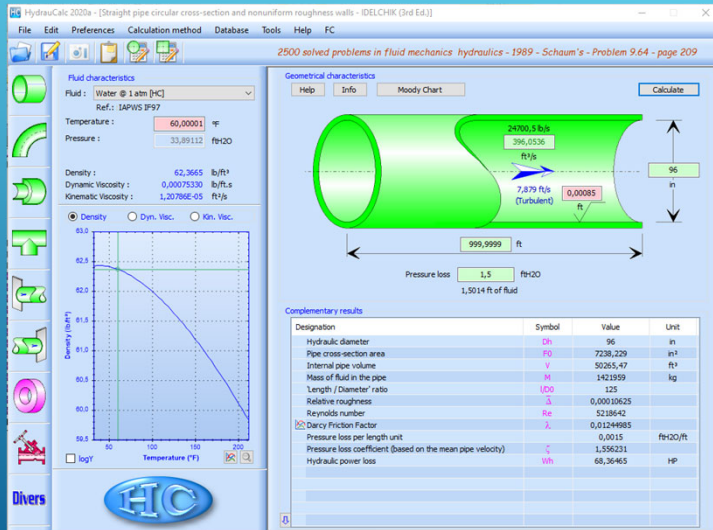 HydrauCalc 2020a - [Straight pipe circular cross-section and nonuniform roughness walls - IDELCHIK (3rd Ed.)]
File Edit Preferences Calculation method Database Tools Help FC
2500 solved problems in fluid mechanics hydraulics - 1989 - Schaum's - Problem 9.64 - page 209
Fluid characteristics
Fluid : Water @ 1 atm [HC]
Ref.: IAPWS IF97
Temperature : 60,00001 °F
Pressure : 33,89112 ftH2O
Density : 62,3665 lb/ft³
Dynamic Viscosity : 0,00075330 lb/ft.s
Kinematic Viscosity : 1,20786E-05 ft²/s
Density Dyn. Visc. Kin. Visc.
63,0
62,5
62,0
61,5
61,0
60,5
60,0
59,5
Density (lb/ft³)
50 100 150 200
logY Temperature (°F)
HC
Divers
Geometrical characteristics
Help Info Moody Chart Calculate
24700,5 lb/s
396,0536
ft³/s
7,879 ft/s
(Turbulent)
0,00085
ft
96
in
999,9999 ft
Pressure loss 1,5 ftH2O
1,5014 ft of fluid
Complementary results
Designation Symbol Value Unit
Hydraulic diameter Dh 96 in
Pipe cross-section area F0 7238,229 in²
Internal pipe volume V 50265,47 ft³
Mass of fluid in the pipe M 1421959 kg
'Length / Diameter' ratio l/D0 125
Relative roughness Δ̅ 0,00010625
Reynolds number Re 5218642
Darcy Friction Factor λ 0,01244985
Pressure loss per length unit 0,0015 ftH2O/ft
Pressure loss coefficient (based on the mean pipe velocity) ζ 1,556231
Hydraulic power loss Wh 68,36465 HP